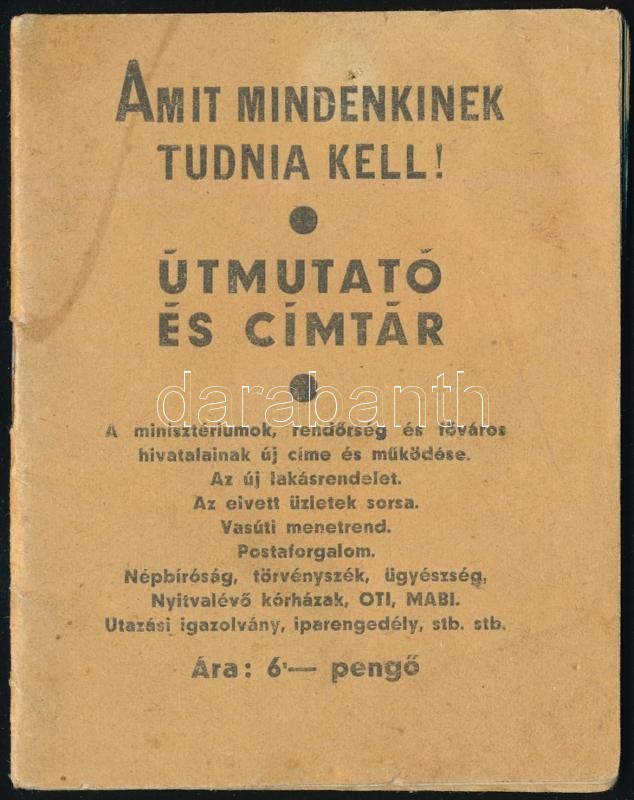 AMIT MINDENKINEK
TUDNIA KELL!
ÚTMUTATÓ
ÉS CÍMTÁR
darabanth
A minisztériumok, rendőrség és főváros
hivatalainak új címe és működése.
Az új lakásrendelet.
Az elvett üzletek sorsa.
Vasúti menetrend.
Postaforgalom.
Népbíróság, törvényszék, ügyészség,
Nyitvalévő kórházak, OTI, MABI.
Utazási igazolvány, iparengedély, stb. stb.
Ára: 6·— pengő